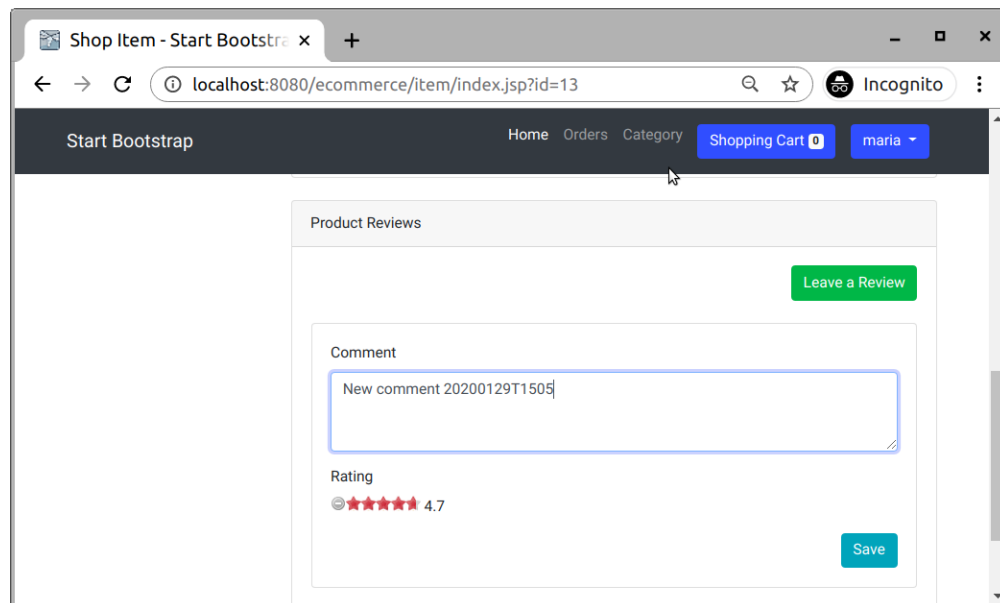 Shop Item - Start Bootstra
localhost:8080/ecommerce/item/index.jsp?id=13
Incognito
Start Bootstrap
Home Orders Category Shopping Cart 0 maria
Product Reviews
Leave a Review
Comment
New comment 20200129T1505
Rating
4.7
Save